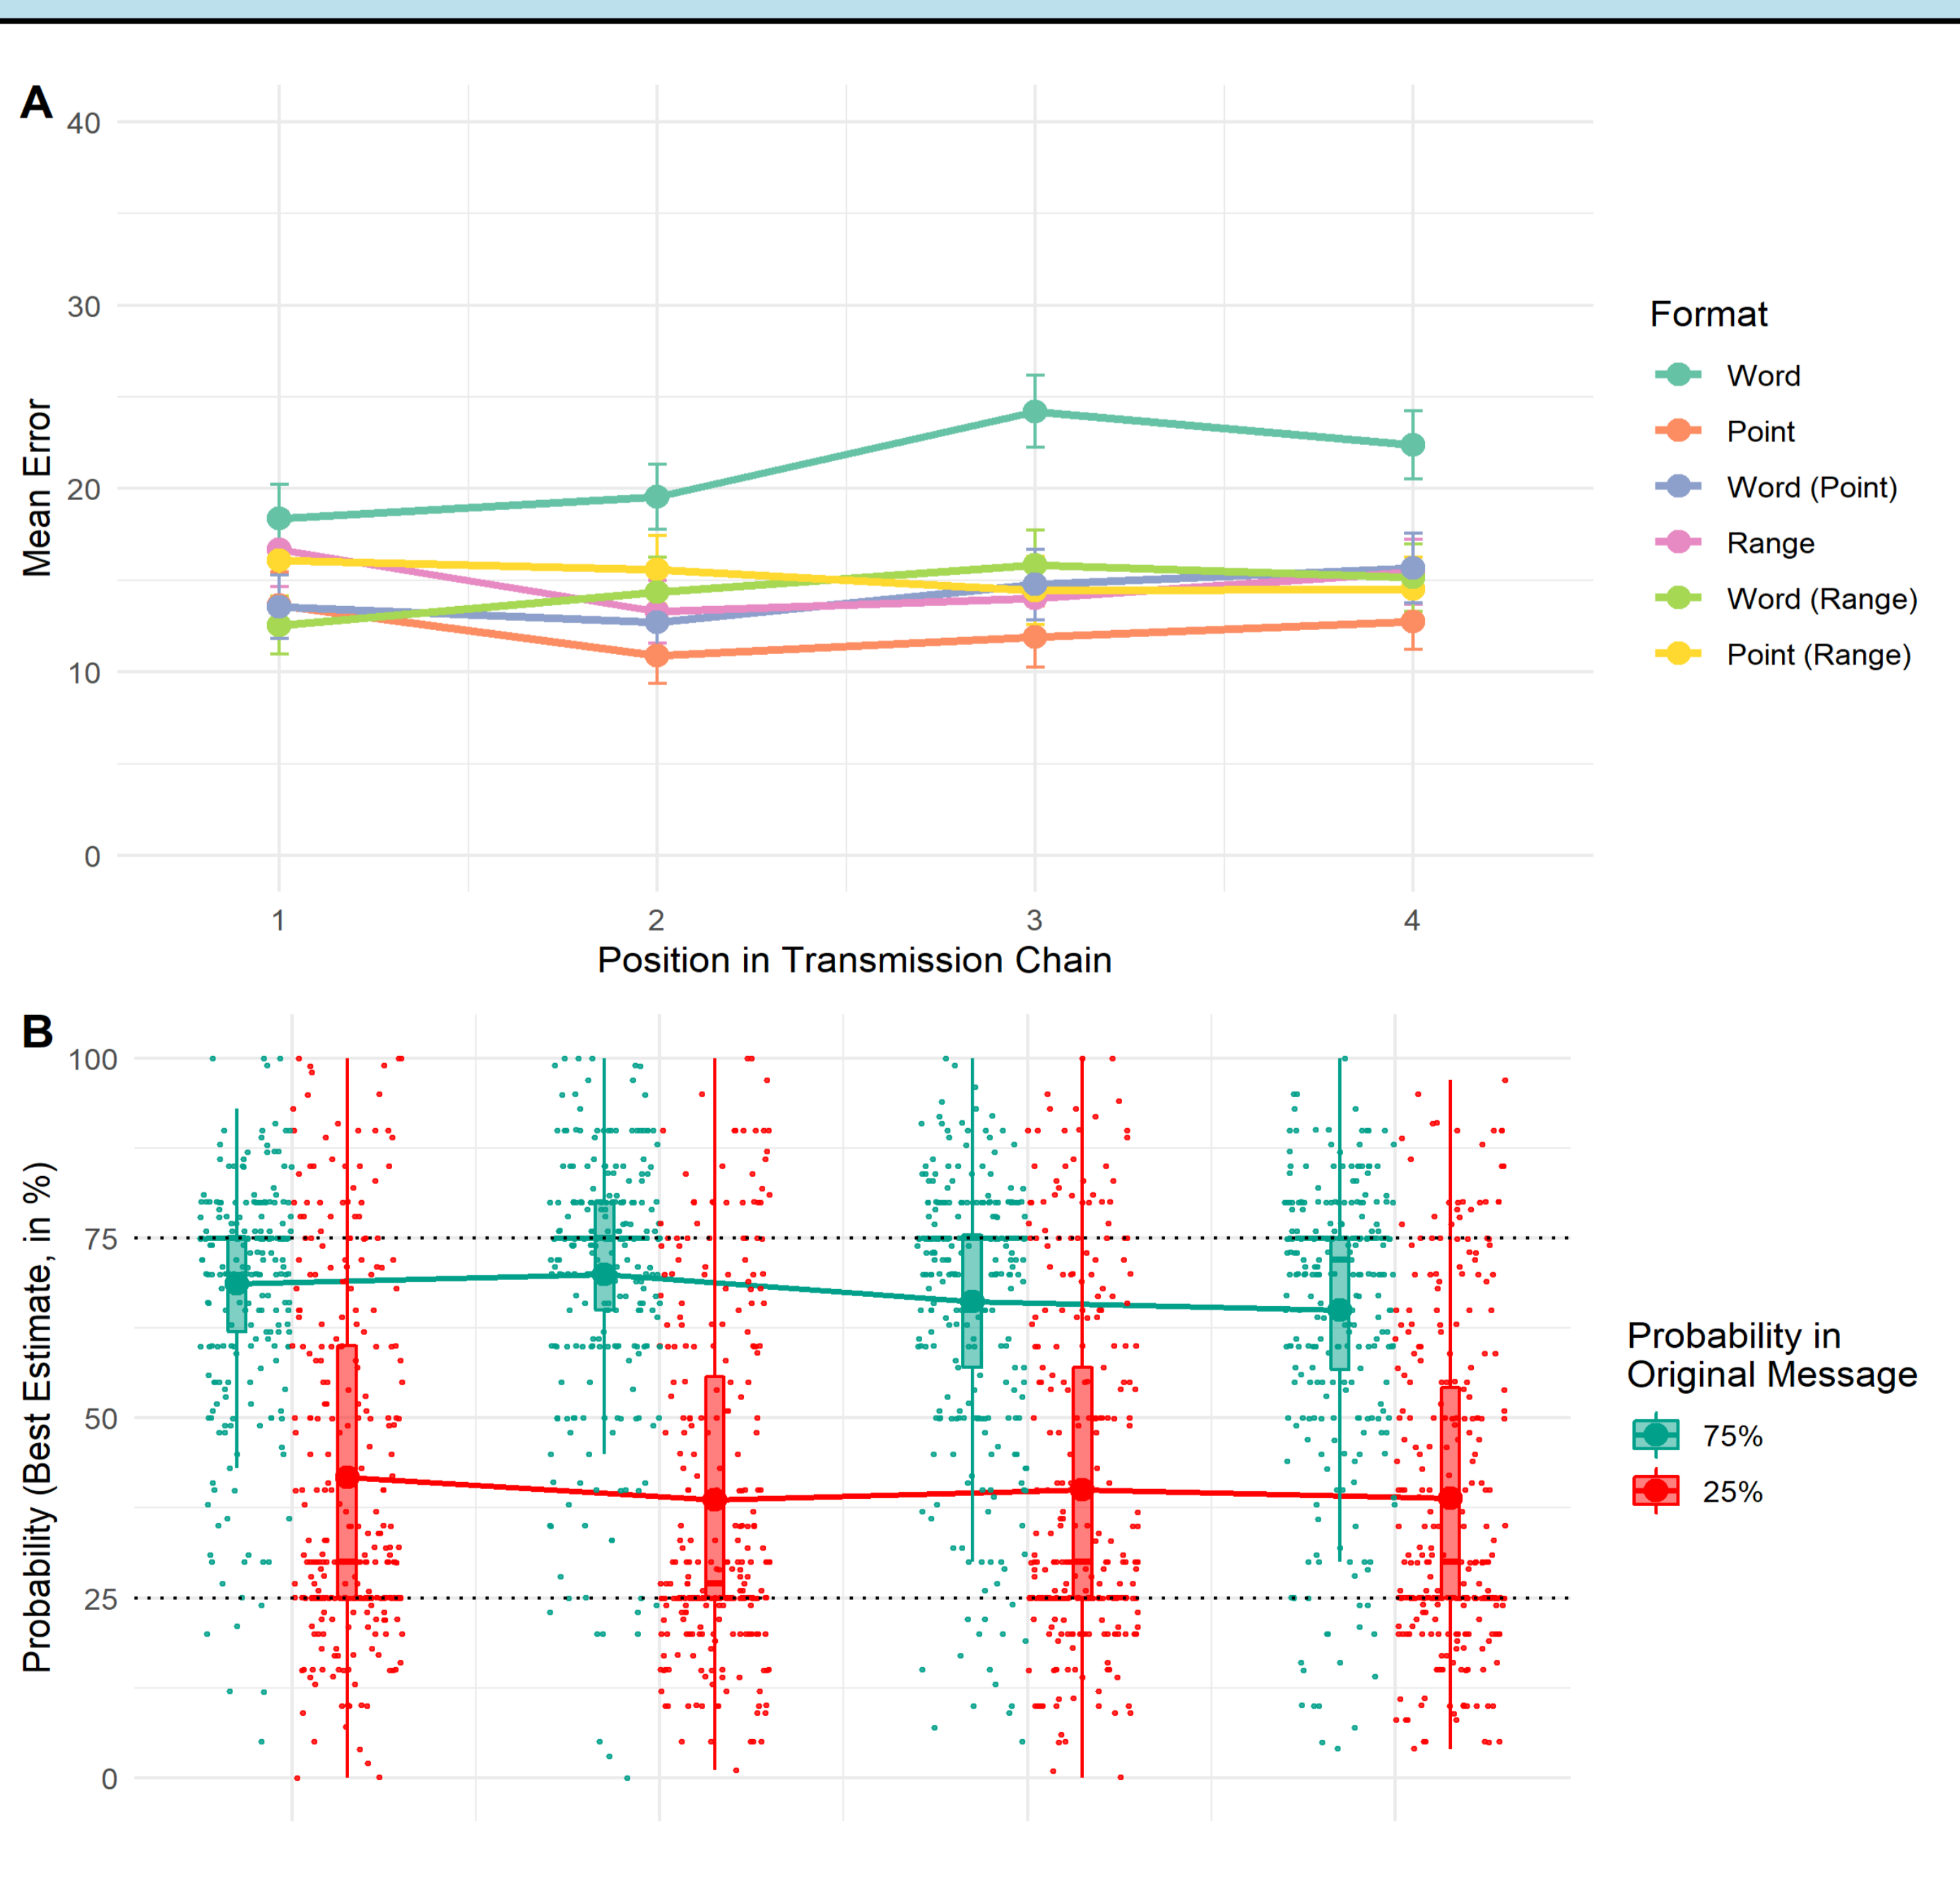 A
40
30
20
10
0
Mean Error
1 2 3 4
Position in Transmission Chain
Format
Word
Point
Word (Point)
Range
Word (Range)
Point (Range)
B
100
75
50
25
0
Probability (Best Estimate, in %)
Probability in
Original Message
75%
25%